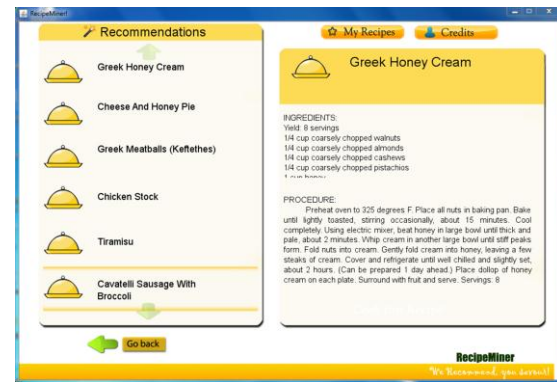 RecipeMiner!
Recommendations
Greek Honey Cream
Cheese And Honey Pie
Greek Meatballs (Keftethes)
Chicken Stock
Tiramisu
Cavatelli Sausage With
Broccoli
Go back
My Recipes
Credits
Greek Honey Cream
INGREDIENTS:
Yield: 8 servings
1/4 cup coarsely chopped walnuts
1/4 cup coarsely chopped almonds
1/4 cup coarsely chopped cashews
1/4 cup coarsely chopped pistachios
1 cup honey
PROCEDURE:
Preheat oven to 325 degrees F. Place all nuts in baking pan. Bake
until lightly toasted, stirring occasionally, about 15 minutes. Cool
completely. Using electric mixer, beat honey in large bowl until thick and
pale, about 2 minutes. Whip cream in another large bowl until stiff peaks
form. Fold nuts into cream. Gently fold cream into honey, leaving a few
steaks of cream. Cover and refrigerate until well chilled and slightly set,
about 2 hours. (Can be prepared 1 day ahead.) Place dollop of honey
cream on each plate. Surround with fruit and serve. Servings: 8
RecipeMiner
We Recommend, you devour!